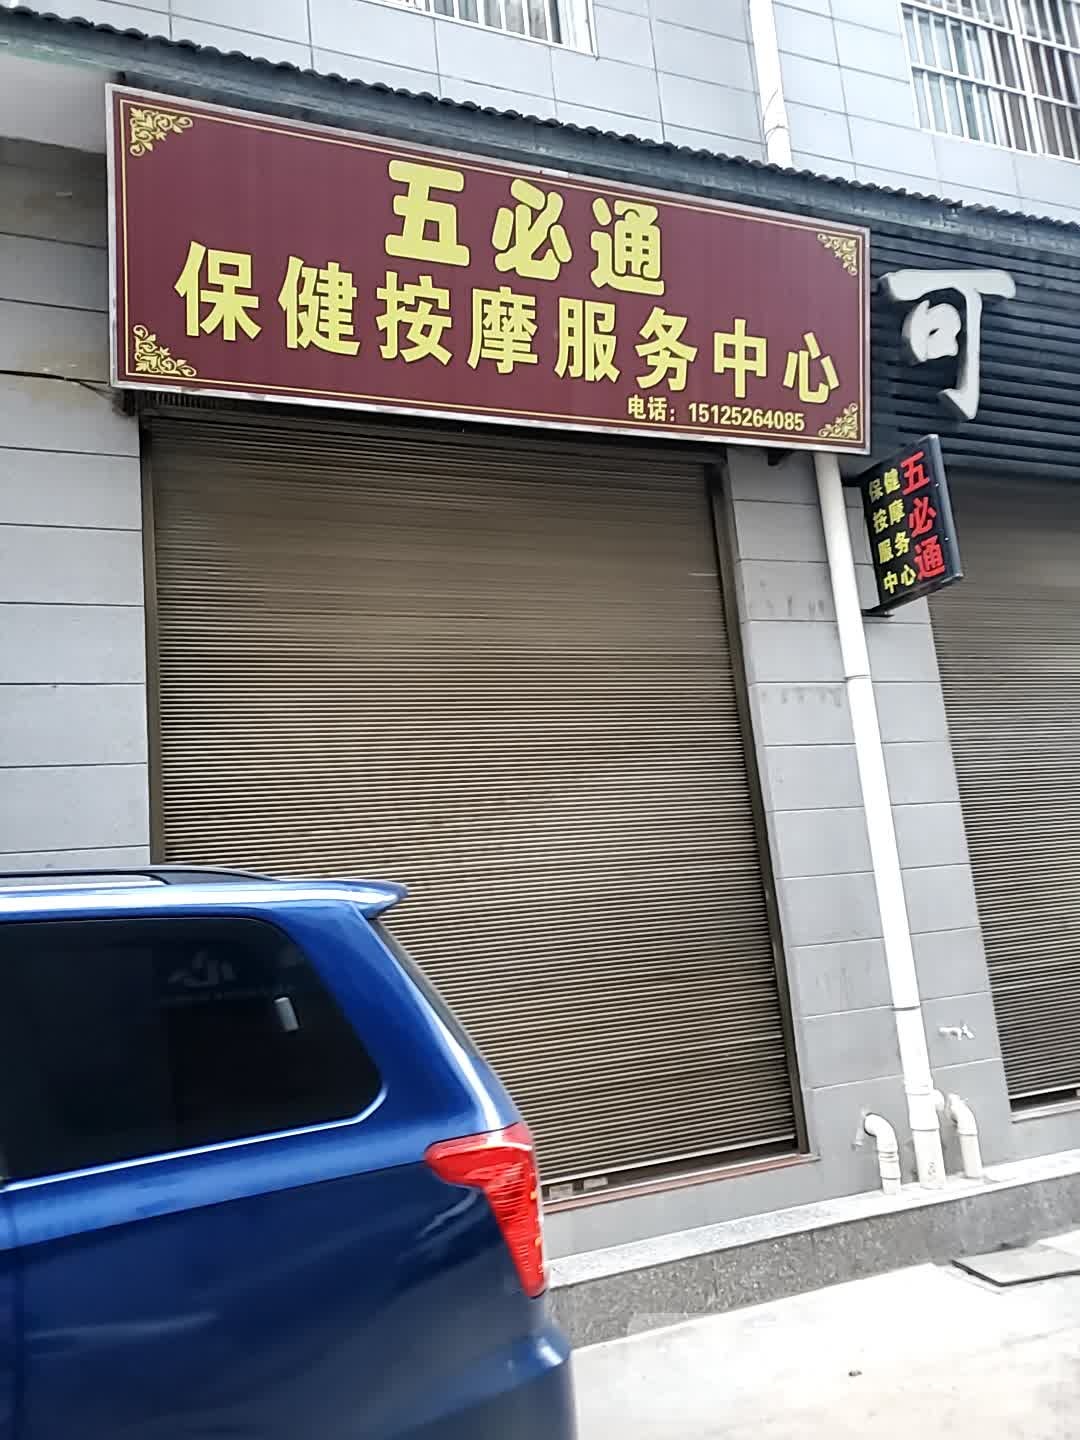 五必通
保健按摩服务中心
电话：15125264085
可
五必通
保健
按摩
服务
中心